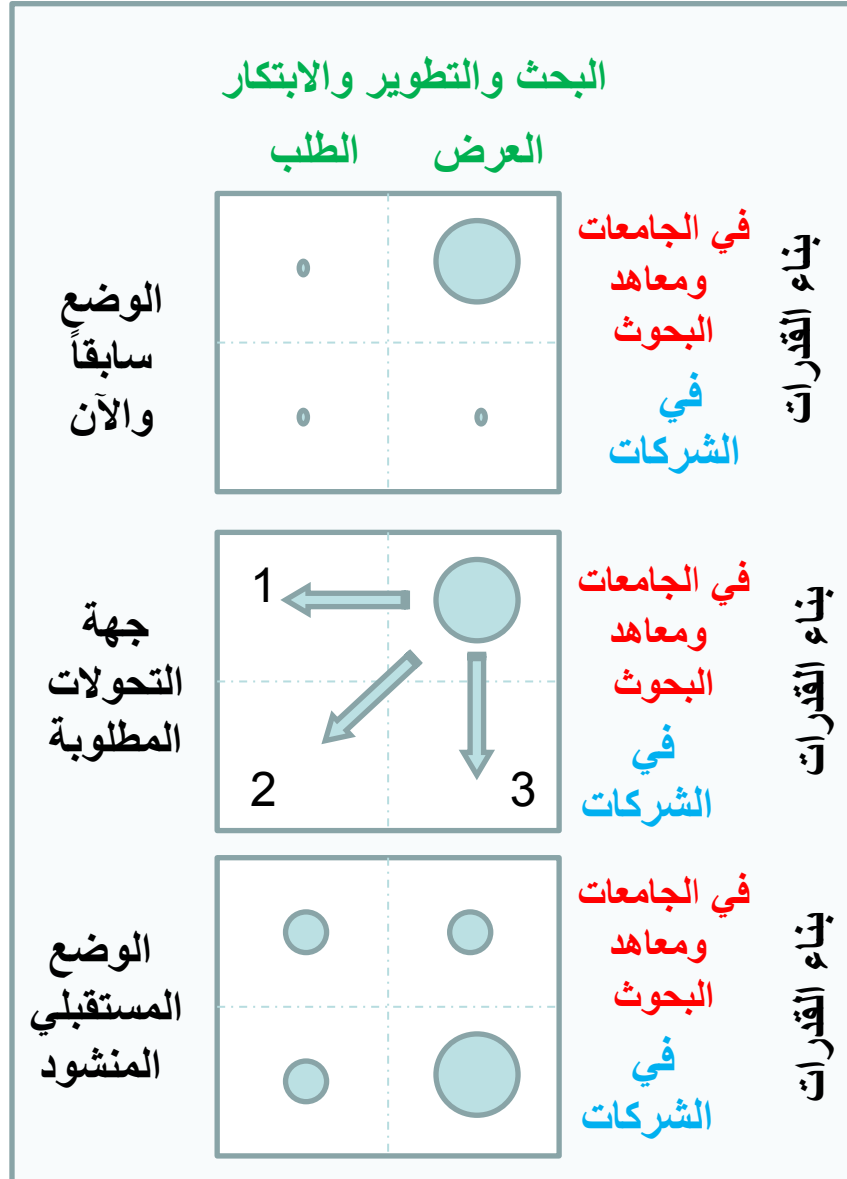 البحث والتطوير والابتكار
العرض
الطلب
بناء القدرات
في الجامعات
ومعاهد
البحوث
في
الشركات
الوضع
سابقاً
والآن
بناء القدرات
في الجامعات
ومعاهد
البحوث
في
الشركات
1
2
3
جهة
التحولات
المطلوبة
بناء القدرات
في الجامعات
ومعاهد
البحوث
في
الشركات
الوضع
المستقبلي
المنشود